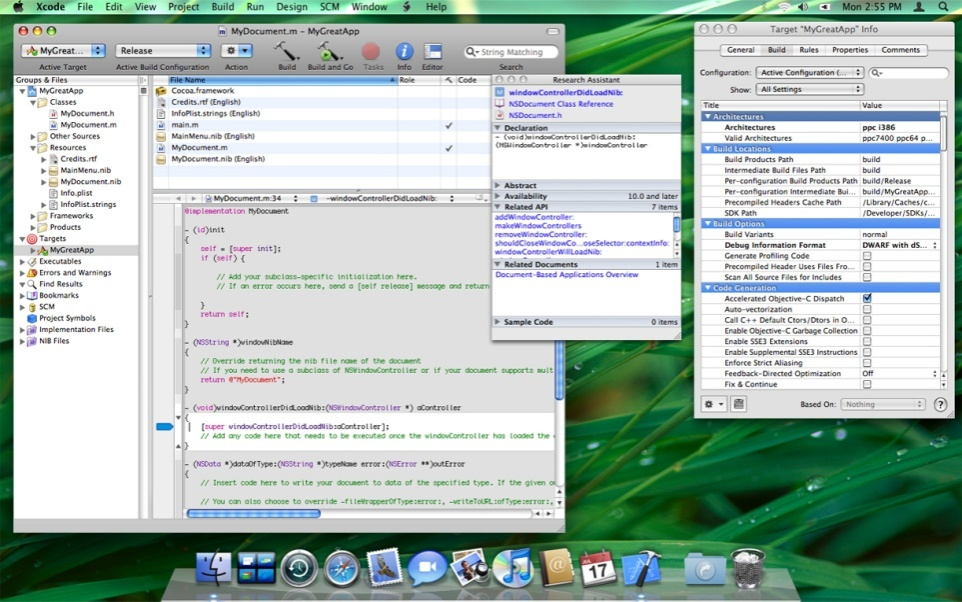 Xcode File Edit View Project Build Run Design SCM Window Help Mon 2:55 PM
MyDocument.m – MyGreatApp
MyGreat... Release
Active Target Active Build Configuration Action Build Build and Go Tasks Info Editor Search
String Matching
Groups & Files
MyGreatApp
Classes
MyDocument.h
MyDocument.m
Other Sources
Resources
Credits.rtf
MainMenu.nib
MyDocument.nib
Info.plist
InfoPlist.strings
Frameworks
Products
Targets
MyGreatApp
Executables
Errors and Warnings
Find Results
Bookmarks
SCM
Project Symbols
Implementation Files
NIB Files
File Name Role Code
Cocoa.framework
Credits.rtf (English)
InfoPlist.strings (English)
main.m
MainMenu.nib (English)
MyDocument.m
MyDocument.nib (English)
MyDocument.m:34 -windowControllerDidLoadNib:
@implementation MyDocument
- (id)init
{
self = [super init];
if (self) {
// Add your subclass-specific initialization here.
// If an error occurs here, send a [self release] message and return
}
return self;
}
- (NSString *)windowNibName
{
// Override returning the nib file name of the document
// If you need to use a subclass of NSWindowController or if your document supports mult
return @"MyDocument";
}
- (void)windowControllerDidLoadNib:(NSWindowController *) aController
{
[super windowControllerDidLoadNib:aController];
// Add any code here that needs to be executed once the windowController has loaded the
}
- (NSData *)dataOfType:(NSString *)typeName error:(NSError **)outError
{
// Insert code here to write your document to data of the specified type. If the given ou
// You can also choose to override -fileWrapperOfType:error:, -writeToURL:ofType:error:,
Research Assistant
windowControllerDidLoadNib:
NSDocument Class Reference
NSDocument.h
Declaration
- (void)windowControllerDidLoadNib:
(NSWindowController *)windowController
Abstract
Availability 10.0 and later
Related API 7 items
addWindowController:
makeWindowControllers
removeWindowController:
shouldCloseWindowCo...oseSelector:contextInfo:
windowControllerWillLoadNib:
Related Documents 1 item
Document-Based Applications Overview
Sample Code 0 items
Target "MyGreatApp" Info
General Build Rules Properties Comments
Configuration: Active Configuration (...
Show: All Settings
Title Value
Architectures
Architectures ppc i386
Valid Architectures ppc7400 ppc64 p...
Build Locations
Build Products Path build
Intermediate Build Files Path build
Per-configuration Build Products Path build/Release
Per-configuration Intermediate Bui... build/MyGreatApp...
Precompiled Headers Cache Path /Library/Caches/c...
SDK Path /Developer/SDKs/...
Build Options
Build Variants normal
Debug Information Format DWARF with dS...
Generate Profiling Code
Precompiled Header Uses Files Fro...
Scan All Source Files for Includes
Code Generation
Accelerated Objective-C Dispatch
Auto-vectorization
Call C++ Default Ctors/Dtors in O...
Enable Objective-C Garbage Collection
Enable SSE3 Extensions
Enable Supplemental SSE3 Instructions
Enforce Strict Aliasing
Feedback-Directed Optimization Off
Fix & Continue
Based On: Nothing
?
17